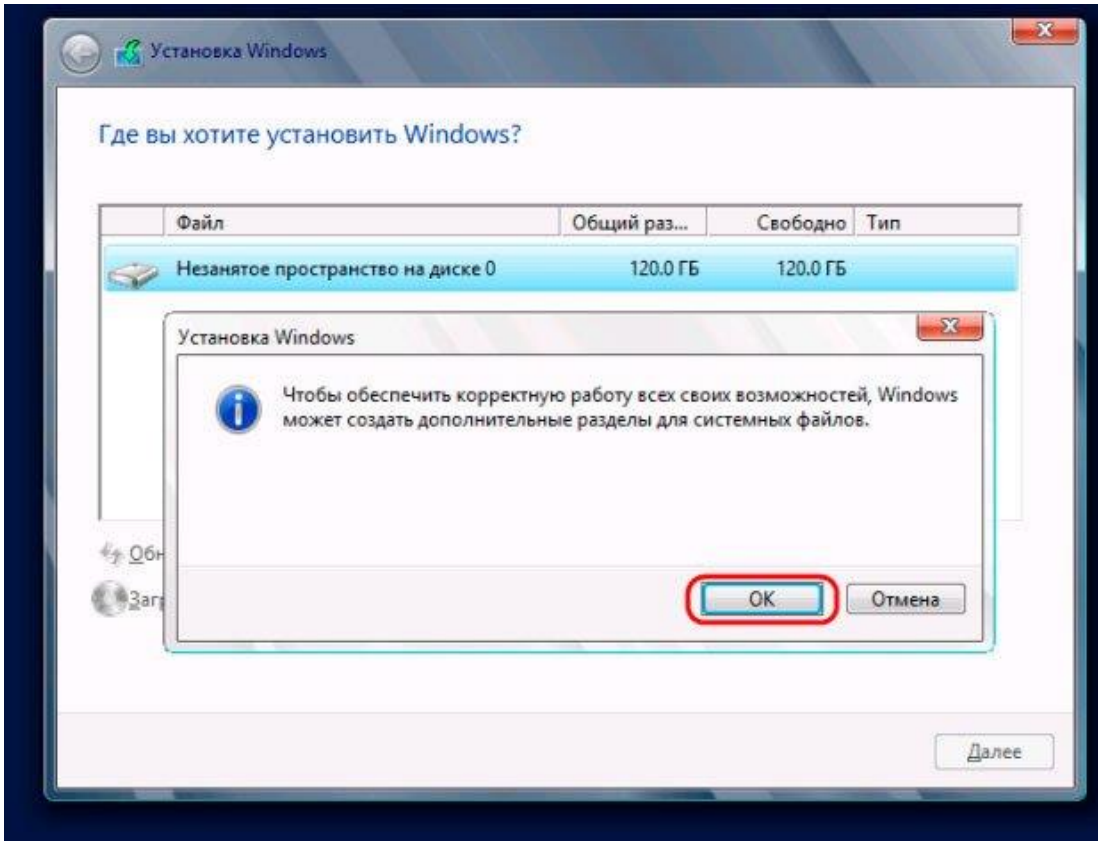 Установка Windows
Где вы хотите установить Windows?
Файл Общий раз... Свободно Тип
Незанятое пространство на диске 0 120.0 ГБ 120.0 ГБ
Установка Windows
Чтобы обеспечить корректную работу всех своих возможностей, Windows
может создать дополнительные разделы для системных файлов.
Обн
Загр
OK Отмена
Далее